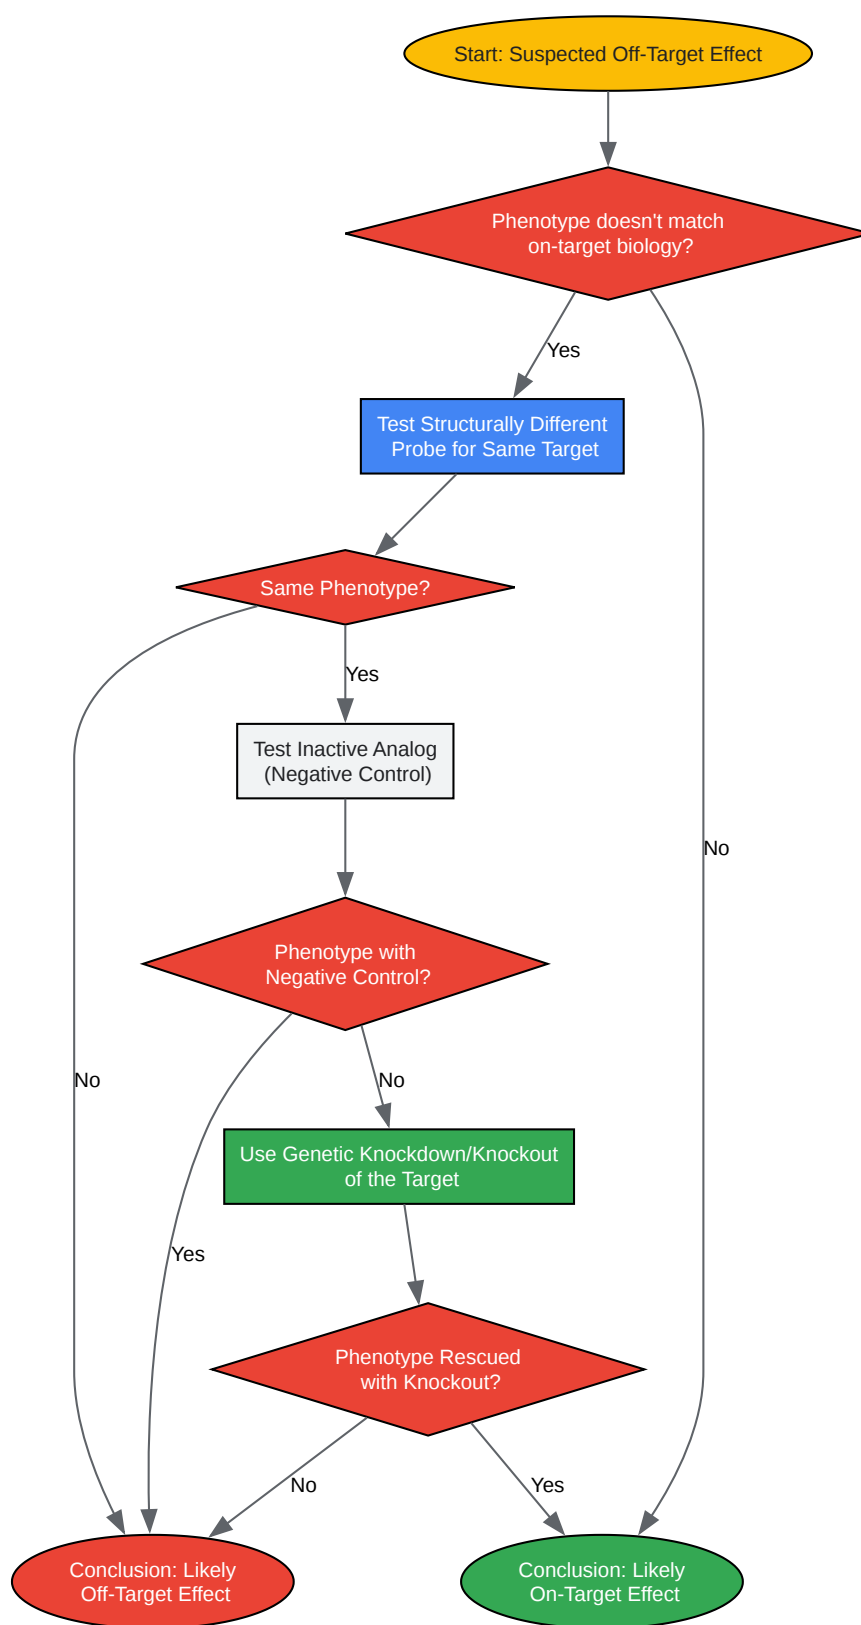 Start: Suspected Off-Target Effect
Phenotype doesn't match
on-target biology?
Yes
Test Structurally Different
Probe for Same Target
Same Phenotype?
Yes
Test Inactive Analog
(Negative Control)
No
Phenotype with
Negative Control?
No
No
Use Genetic Knockdown/Knockout
of the Target
Yes
Phenotype Rescued
with Knockout?
No
Yes
Conclusion: Likely
Off-Target Effect
Conclusion: Likely
On-Target Effect